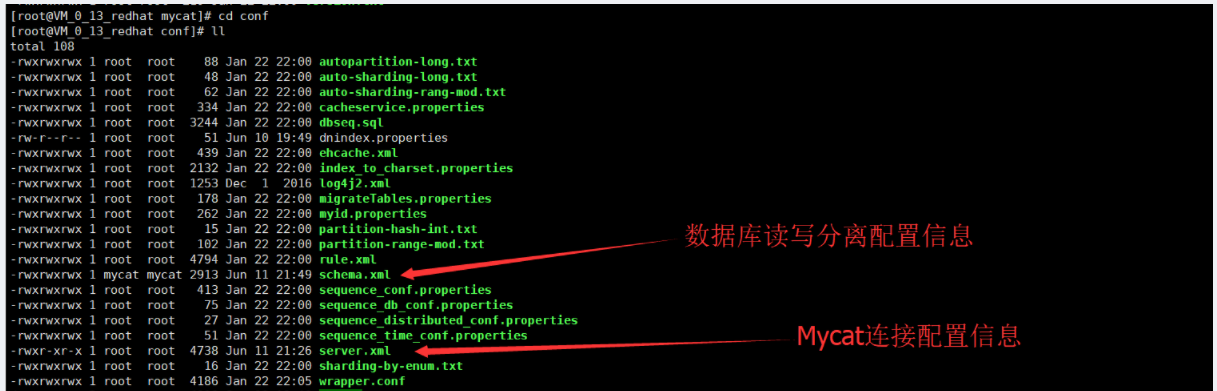 [root@VM_0_13_redhat mycat]# cd conf
[root@VM_0_13_redhat conf]# ll
total 108
-rwxrwxrwx 1 root root 88 Jan 22 22:00 autopartition-long.txt
-rwxrwxrwx 1 root root 48 Jan 22 22:00 auto-sharding-long.txt
-rwxrwxrwx 1 root root 62 Jan 22 22:00 auto-sharding-rang-mod.txt
-rwxrwxrwx 1 root root 334 Jan 22 22:00 cacheservice.properties
-rwxrwxrwx 1 root root 3244 Jan 22 22:00 dbseq.sql
-rw-r--r-- 1 root root 51 Jun 10 19:49 dnindex.properties
-rwxrwxrwx 1 root root 439 Jan 22 22:00 ehcache.xml
-rwxrwxrwx 1 root root 2132 Jan 22 22:00 index_to_charset.properties
-rwxrwxrwx 1 root root 1253 Dec 1 2016 log4j2.xml
-rwxrwxrwx 1 root root 178 Jan 22 22:00 migrateTables.properties
-rwxrwxrwx 1 root root 262 Jan 22 22:00 myid.properties
-rwxrwxrwx 1 root root 15 Jan 22 22:00 partition-hash-int.txt
-rwxrwxrwx 1 root root 102 Jan 22 22:00 partition-range-mod.txt
数据库读写分离配置信息
-rwxrwxrwx 1 root root 4794 Jan 22 22:00 rule.xml
-rwxrwxrwx 1 mycat mycat 2913 Jun 11 21:49 schema.xml
-rwxrwxrwx 1 root root 413 Jan 22 22:00 sequence_conf.properties
-rwxrwxrwx 1 root root 75 Jan 22 22:00 sequence_db_conf.properties
-rwxrwxrwx 1 root root 27 Jan 22 22:00 sequence_distributed_conf.properties
-rwxrwxrwx 1 root root 51 Jan 22 22:00 sequence_time_conf.properties
Mycat连接配置信息
-rwxr-xr-x 1 root root 4738 Jun 11 21:26 server.xml
-rwxrwxrwx 1 root root 16 Jan 22 22:00 sharding-by-enum.txt
-rwxrwxrwx 1 root root 4186 Jan 22 22:05 wrapper.conf